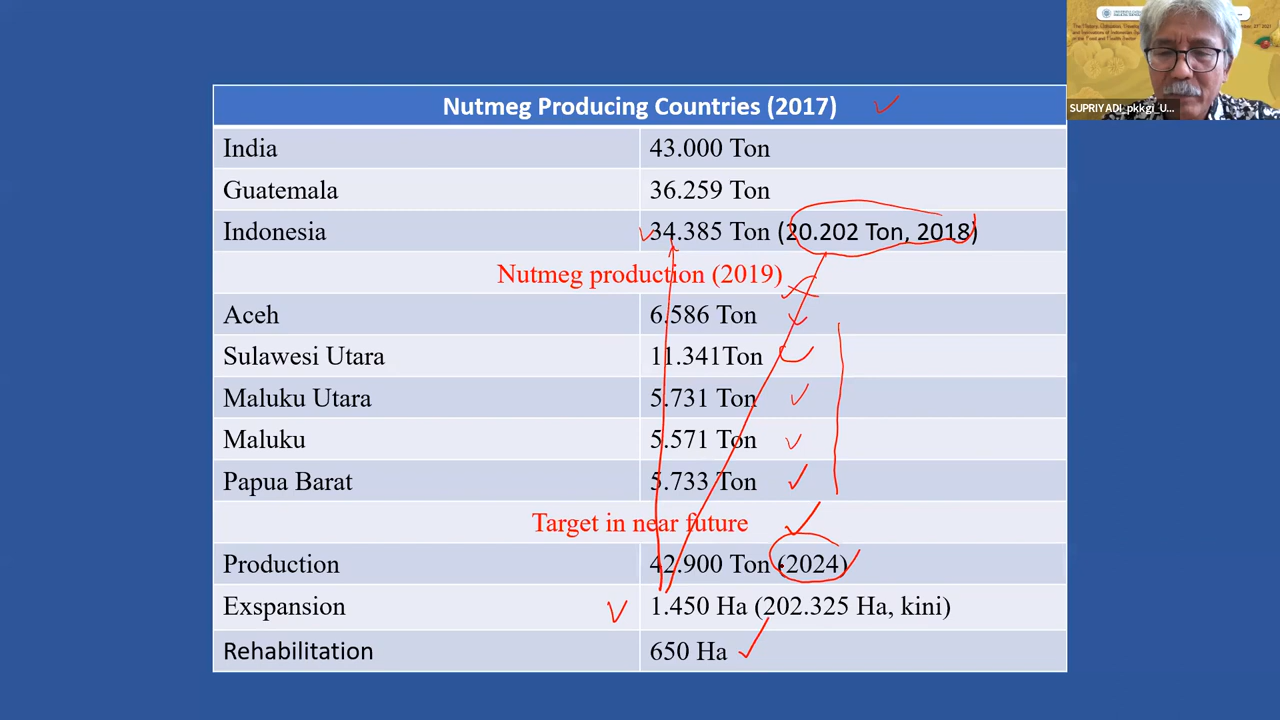 Nutmeg Producing Countries (2017)
India 43.000 Ton
Guatemala 36.259 Ton
Indonesia 34.385 Ton (20.202 Ton, 2018)
Nutmeg production (2019)
Aceh 6.586 Ton
Sulawesi Utara 11.341Ton
Maluku Utara 5.731 Ton
Maluku 5.571 Ton
Papua Barat 5.733 Ton
Target in near future
Production 42.900 Ton (2024)
Exspansion 1.450 Ha (202.325 Ha, kini)
Rehabilitation 650 Ha
SUPRIYADI_pkkgi_U...